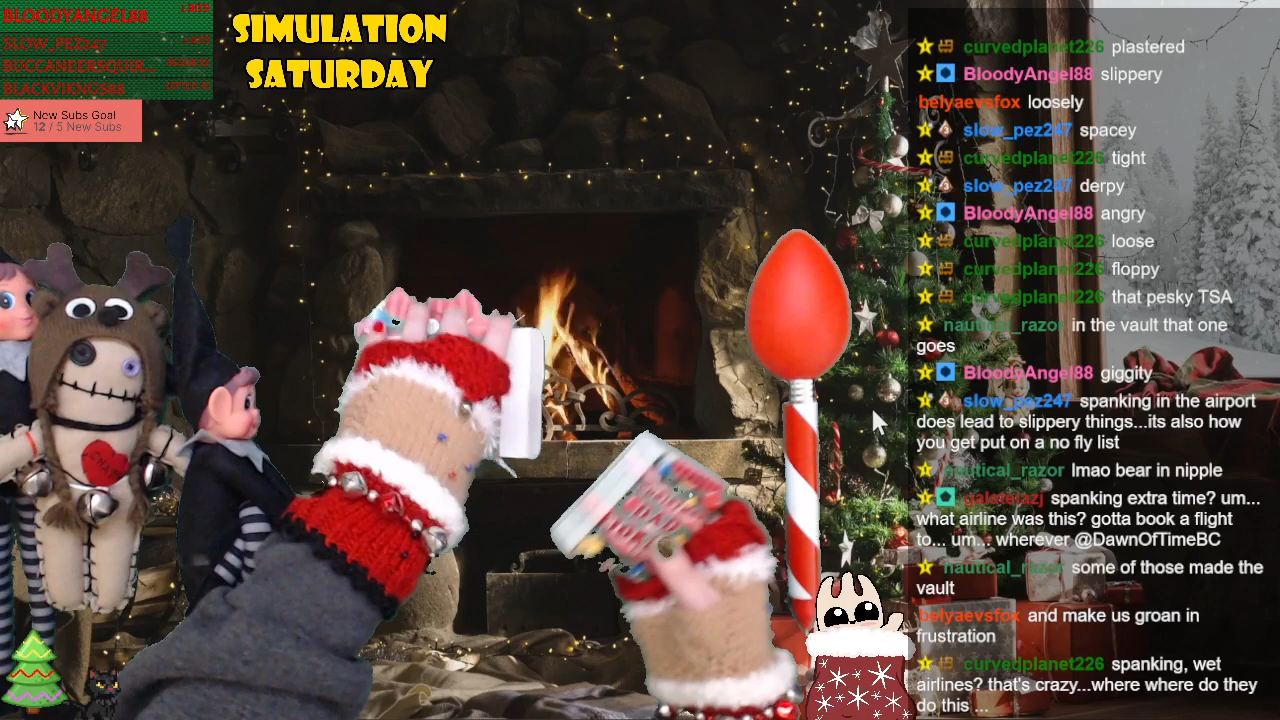 BLOODYANGEL88
SLOW_PEZ247
BUCCANEERSQUIR...
BLACKVIKNGS88
SIMULATION
SATURDAY
New Subs Goal
12 / 5 New Subs
curvedplanet226 plastered
BloodyAngel88 slippery
belyaevsfox loosely
slow_pez247 spacey
curvedplanet226 tight
slow_pez247 derpy
BloodyAngel88 angry
curvedplanet226 loose
curvedplanet226 floppy
curvedplanet226 that pesky TSA
nautical_razor in the vault that one
goes
BloodyAngel88 giggity
slow_pez247 spanking in the airport
does lead to slippery things...its also how
you get put on a no fly list
nautical_razor lmao bear in nipple
spanking extra time? um...
what airline was this? gotta book a flight
to... um... wherever @DawnOfTimeBC
nautical_razor some of those made the
vault
belyaevsfox and make us groan in
frustration
curvedplanet226 spanking, wet
airlines? that's crazy...where where do they
do this ...